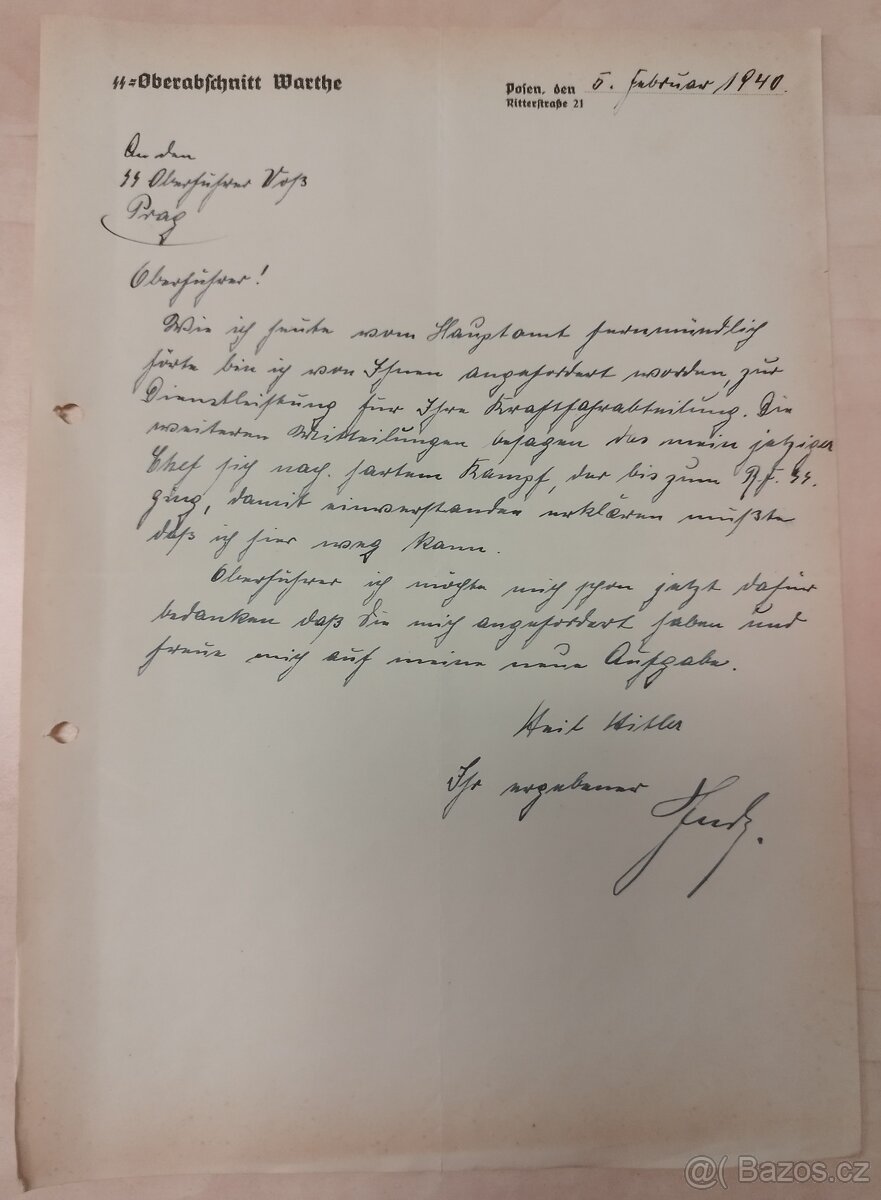 SS-Oberabschnitt Warthe
Posen, den 5. Februar 1940.
Ritterstraße 21
An den
SS Oberführer Voß
Prag
Oberführer!
Wie ich heute vom Hauptamt fernmündlich
hörte bin ich von Ihnen angefordert worden, zur
Dienstleistung für Ihre Kraftfahrabteilung. Die
weiteren Mitteilungen besagen das mein jetziger
Chef sich nach hartem Kampf, der bis zum R.F. SS.
ging, damit einverstanden erklären mußte
daß ich hier weg kann.
Oberführer ich möchte mich schon jetzt dafür
bedanken daß Sie mich angefordert haben und
freue mich auf meine neue Aufgabe.
Heil Hitler
Ihr ergebener
@( Bazos.cz